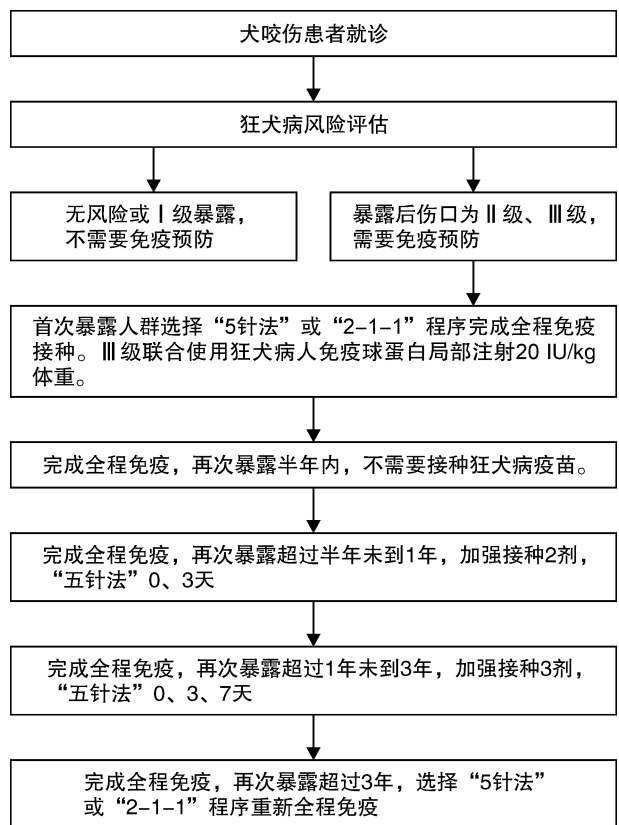 犬咬伤患者就诊
狂犬病风险评估
无风险或Ⅰ级暴露，
不需要免疫预防
暴露后伤口为Ⅱ级、Ⅲ级，
需要免疫预防
首次暴露人群选择“5针法”或“2-1-1”程序完成全程免疫
接种。Ⅲ级联合使用狂犬病人免疫球蛋白局部注射20 IU/kg
体重。
完成全程免疫，再次暴露半年内，不需要接种狂犬病疫苗。
完成全程免疫，再次暴露超过半年未到1年，加强接种2剂，
“五针法”0、3天
完成全程免疫，再次暴露超过1年未到3年，加强接种3剂，
“五针法”0、3、7天
完成全程免疫，再次暴露超过3年，选择“5针法”
或“2-1-1”程序重新全程免疫